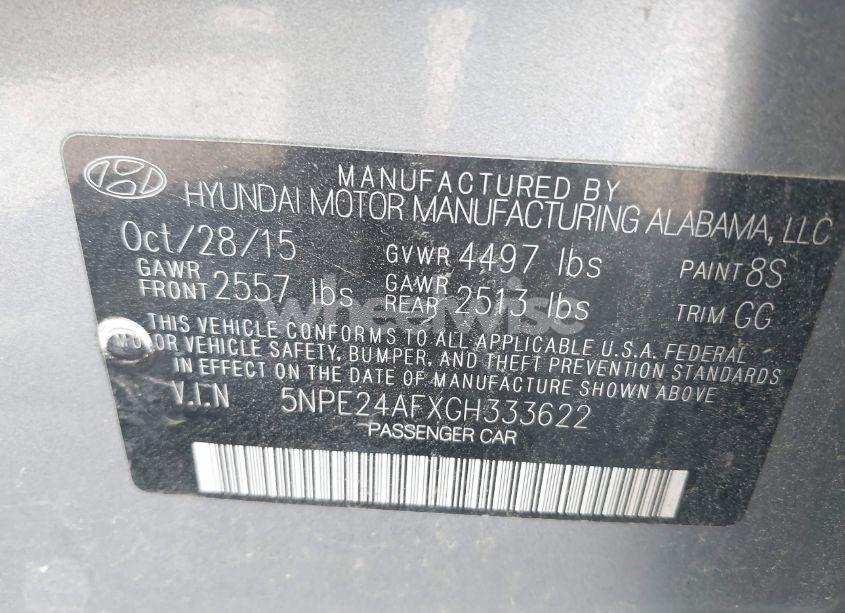 MANUFACTURED BY
HYUNDAI MOTOR MANUFACTURING ALABAMA, LLC
Oct/28/15 GVWR 4497 lbs PAINT 8S
GAWR FRONT 2557 lbs GAWR REAR 2513 lbs TRIM GG
THIS VEHICLE CONFORMS TO ALL APPLICABLE U.S.A. FEDERAL
MOTOR VEHICLE SAFETY, BUMPER, AND THEFT PREVENTION STANDARDS
IN EFFECT ON THE DATE OF MANUFACTURE SHOWN ABOVE
V.I.N 5NPE24AFXGH333622
PASSENGER CAR
wheelwise